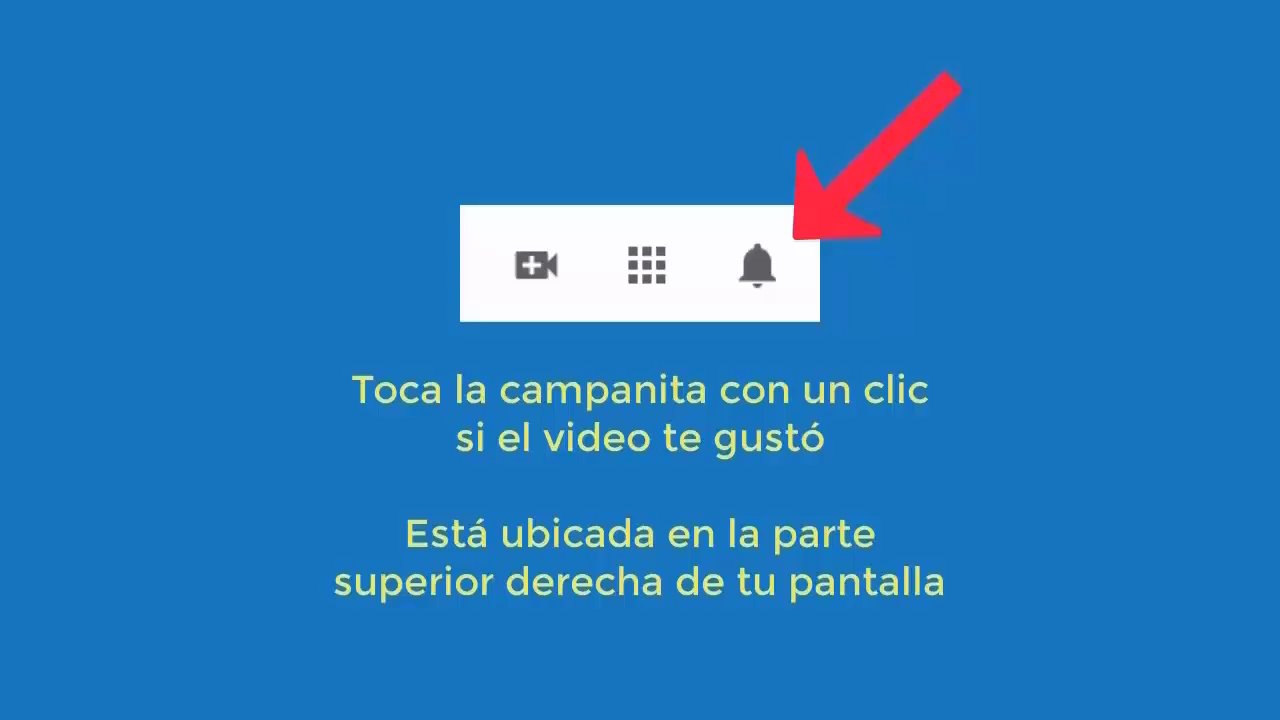 Toca la campanita con un clic
si el video te gustó
Está ubicada en la parte
superior derecha de tu pantalla